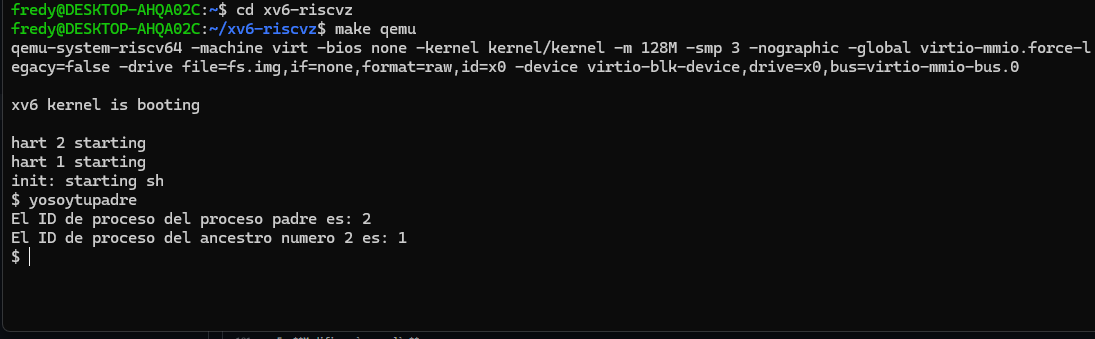 fredy@DESKTOP-AHQA02C:~$ cd xv6-riscvz
fredy@DESKTOP-AHQA02C:~/xv6-riscvz$ make qemu
qemu-system-riscv64 -machine virt -bios none -kernel kernel/kernel -m 128M -smp 3 -nographic -global virtio-mmio.force-l
egacy=false -drive file=fs.img,if=none,format=raw,id=x0 -device virtio-blk-device,drive=x0,bus=virtio-mmio-bus.0
xv6 kernel is booting
hart 2 starting
hart 1 starting
init: starting sh
$ yosoytupadre
El ID de proceso del proceso padre es: 2
El ID de proceso del ancestro numero 2 es: 1
$